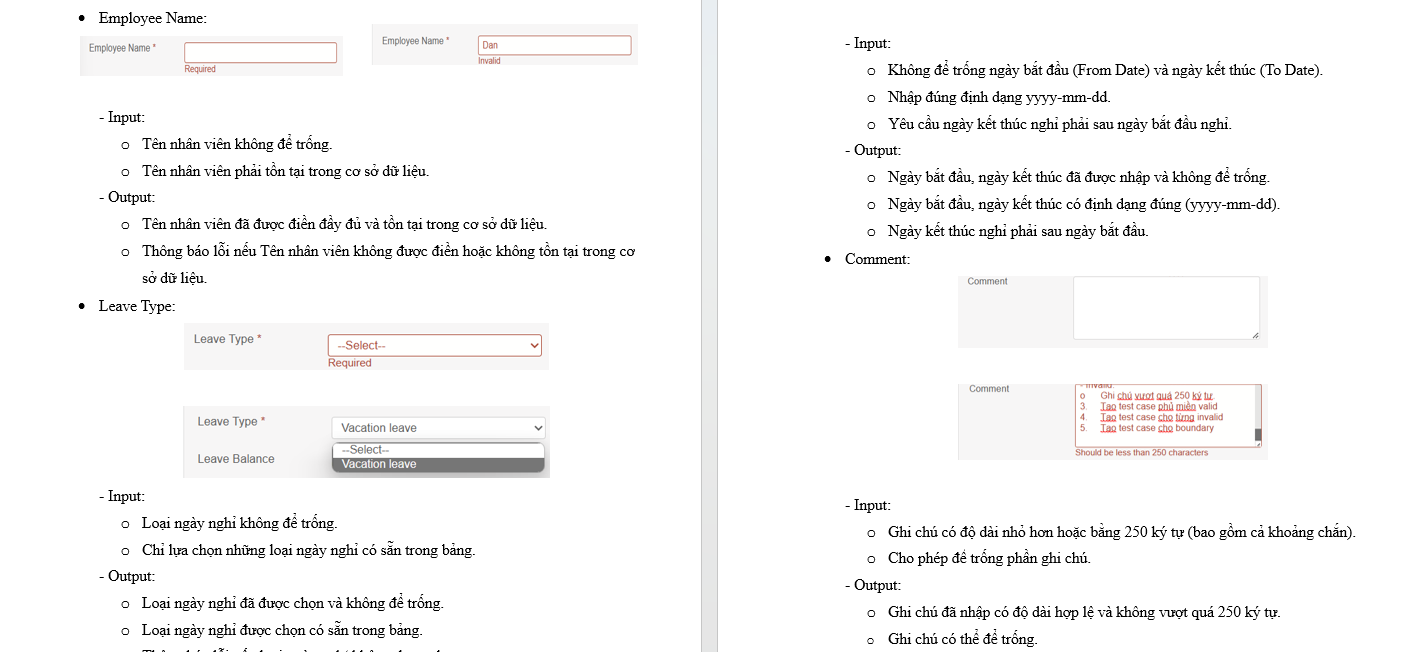 • Employee Name:
Employee Name *
Required
Employee Name *
Dan
Invalid
- Input:
o Tên nhân viên không để trống.
o Tên nhân viên phải tồn tại trong cơ sở dữ liệu.
- Output:
o Tên nhân viên đã được điền đầy đủ và tồn tại trong cơ sở dữ liệu.
o Thông báo lỗi nếu Tên nhân viên không được điền hoặc không tồn tại trong cơ
sở dữ liệu.
• Leave Type:
Leave Type *
--Select--
Required
Leave Type *
Vacation leave
--Select--
Vacation leave
Leave Balance
- Input:
o Loại ngày nghỉ không để trống.
o Chỉ lựa chọn những loại ngày nghỉ có sẵn trong bảng.
- Output:
o Loại ngày nghỉ đã được chọn và không để trống.
o Loại ngày nghỉ được chọn có sẵn trong bảng.
- Input:
o Không để trống ngày bắt đầu (From Date) và ngày kết thúc (To Date).
o Nhập đúng định dạng yyyy-mm-dd.
o Yêu cầu ngày kết thúc nghỉ phải sau ngày bắt đầu nghỉ.
- Output:
o Ngày bắt đầu, ngày kết thúc đã được nhập và không để trống.
o Ngày bắt đầu, ngày kết thúc có định dạng đúng (yyyy-mm-dd).
o Ngày kết thúc nghỉ phải sau ngày bắt đầu.
• Comment:
Comment
Comment
- Invalid
o Ghi chú vượt quá 250 ký tự.
3. Tạo test case phủ miền valid
4. Tạo test case cho từng invalid
5. Tạo test case cho boundary
Should be less than 250 characters
- Input:
o Ghi chú có độ dài nhỏ hơn hoặc bằng 250 ký tự (bao gồm cả khoảng chắn).
o Cho phép để trống phần ghi chú.
- Output:
o Ghi chú đã nhập có độ dài hợp lệ và không vượt quá 250 ký tự.
o Ghi chú có thể để trống.